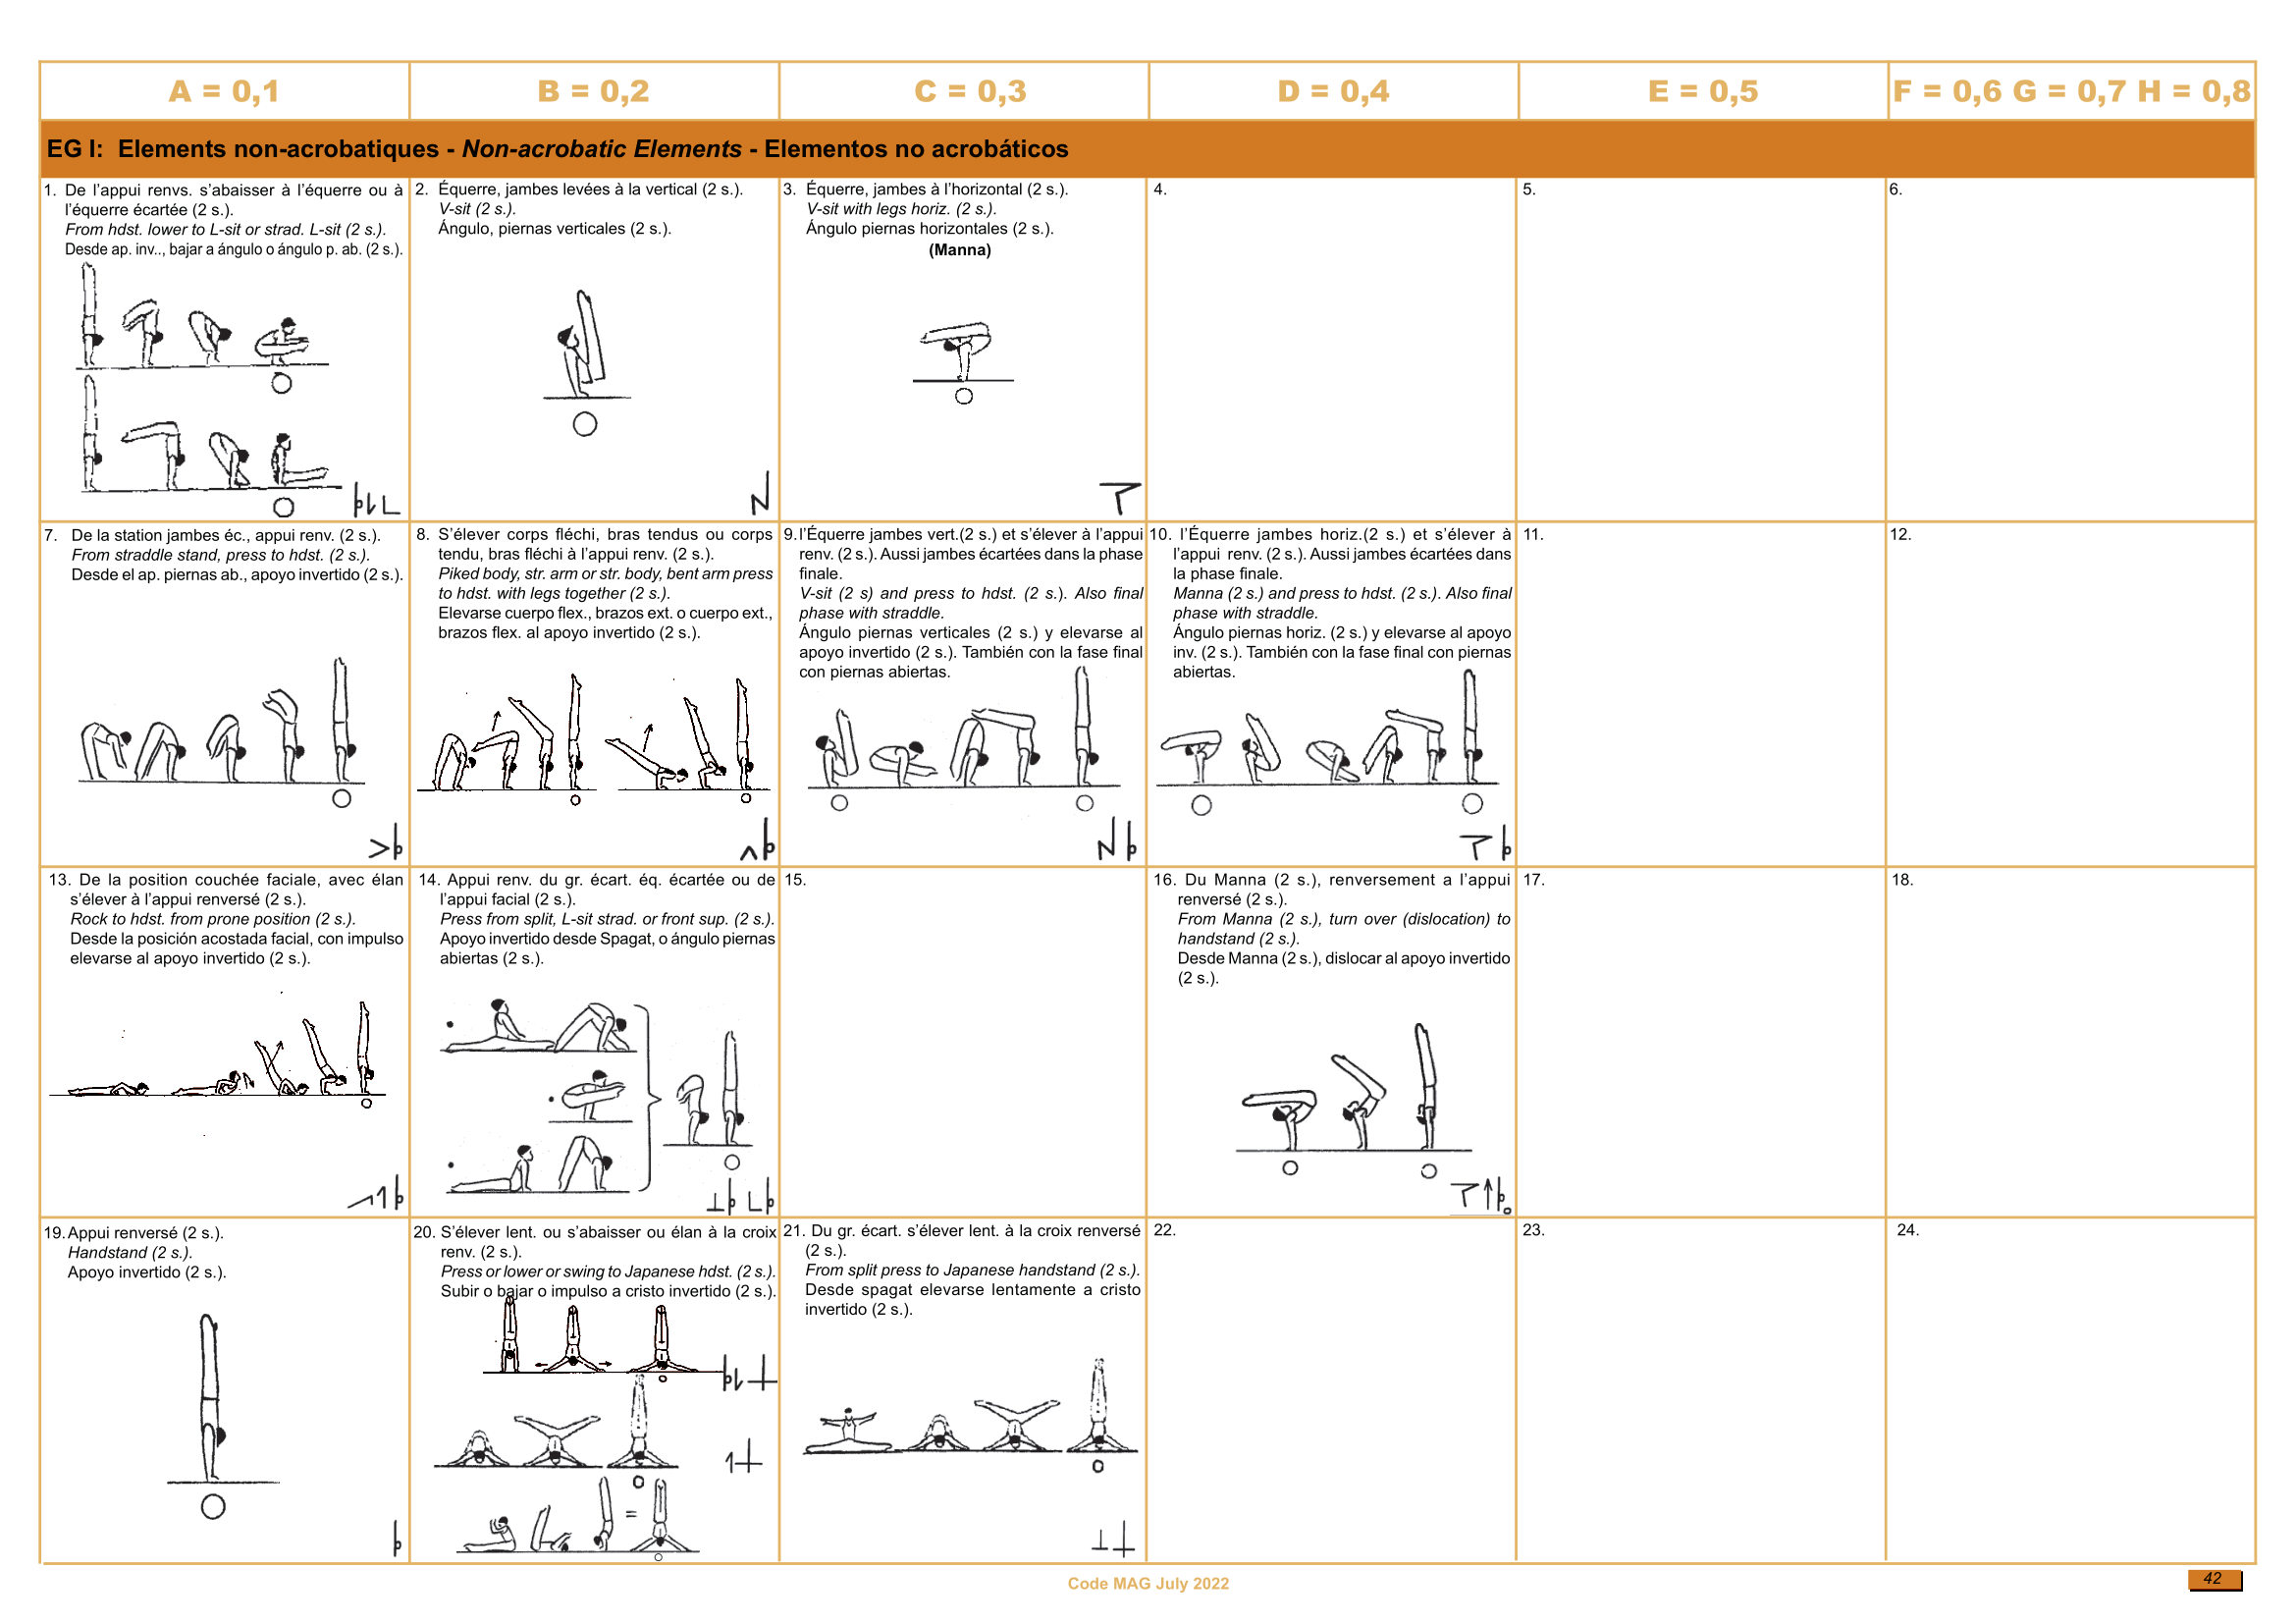 A = 0,1
B = 0,2
C = 0,3
D = 0,4
E = 0,5
F = 0,6 G = 0,7 H = 0,8
EG I: Elements non-acrobatiques - Non-acrobatic Elements - Elementos no acrobáticos
1. De l'appui renvs. s'abaisser à l'équerre ou à
l'équerre écartée (2 s.).
From hdst. lower to L-sit or strad. L-sit (2 s.).
Desde ap. inv.., bajar a ángulo o ángulo p. ab. (2 s.).
2. Équerre, jambes levées à la vertical (2 s.).
V-sit (2 s.).
Ángulo, piernas verticales (2 s.).
3. Équerre, jambes à l'horizontal (2 s.).
V-sit with legs horiz. (2 s.).
Ángulo piernas horizontales (2 s.).
(Manna)
4.
5.
6.
7. De la station jambes éc., appui renv. (2 s.).
From straddle stand, press to hdst. (2 s.).
Desde el ap. piernas ab., apoyo invertido (2 s.).
8. S'élever corps fléchi, bras tendus ou corps
tendu, bras fléchi à l'appui renv. (2 s.).
Piked body, str. arm or str. body, bent arm press
to hdst. with legs together (2 s.).
Elevarse cuerpo flex., brazos ext. o cuerpo ext.,
brazos flex. al apoyo invertido (2 s.).
9.l'Équerre jambes vert.(2 s.) et s'élever à l'appui
renv. (2 s.). Aussi jambes écartées dans la phase
finale.
V-sit (2 s) and press to hdst. (2 s.). Also final
phase with straddle.
Ángulo piernas verticales (2 s.) y elevarse al
apoyo invertido (2 s.). También con la fase final
con piernas abiertas.
10. l'Équerre jambes horiz.(2 s.) et s'élever à
l'appui renv. (2 s.). Aussi jambes écartées dans
la phase finale.
Manna (2 s.) and press to hdst. (2 s.). Also final
phase with straddle.
Ángulo piernas horiz. (2 s.) y elevarse al apoyo
inv. (2 s.). También con la fase final con piernas
abiertas.
11.
12.
13. De la position couchée faciale, avec élan
s'élever à l'appui renversé (2 s.).
Rock to hdst. from prone position (2 s.).
Desde la posición acostada facial, con impulso
elevarse al apoyo invertido (2 s.).
14. Appui renv. du gr. écart. éq. écartée ou de
l'appui facial (2 s.).
Press from split, L-sit strad. or front sup. (2 s.).
Apoyo invertido desde Spagat, o ángulo piernas
abiertas (2 s.).
15.
16. Du Manna (2 s.), renversement a l'appui
renversé (2 s.).
From Manna (2 s.), turn over (dislocation) to
handstand (2 s.).
Desde Manna (2 s.), dislocar al apoyo invertido
(2 s.).
17.
18.
19.Appui renversé (2 s.).
Handstand (2 s.).
Apoyo invertido (2 s.).
20. S'élever lent. ou s'abaisser ou élan à la croix
renv. (2 s.).
Press or lower or swing to Japanese hdst. (2 s.).
Subir o bajar o impulso a cristo invertido (2 s.).
21. Du gr. écart. s'élever lent. à la croix renversé
(2 s.).
From split press to Japanese handstand (2 s.).
Desde spagat elevarse lentamente a cristo
invertido (2 s.).
22.
23.
24.
Code MAG July 2022
42